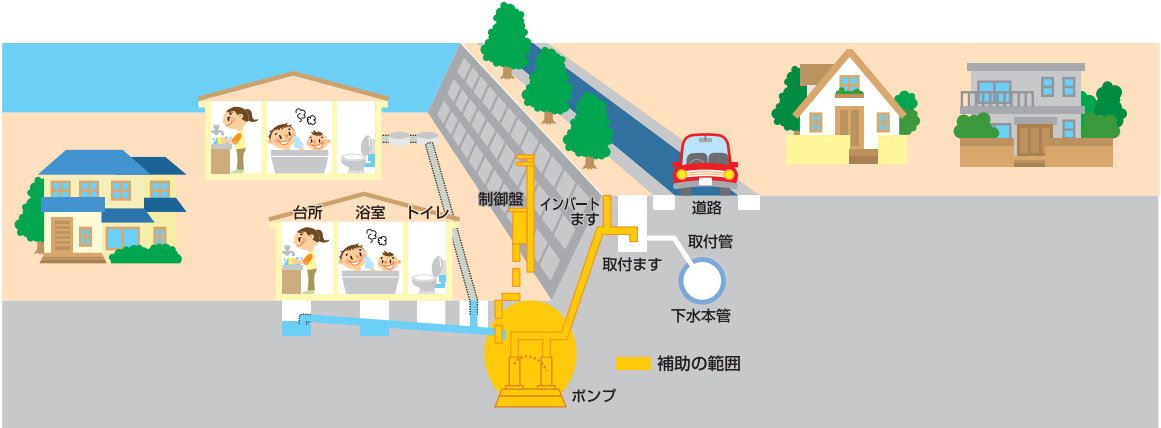 台所
浴室
トイレ
制御盤
インバート
ます
道路
取付管
取付ます
下水本管
補助の範囲
ポンプ